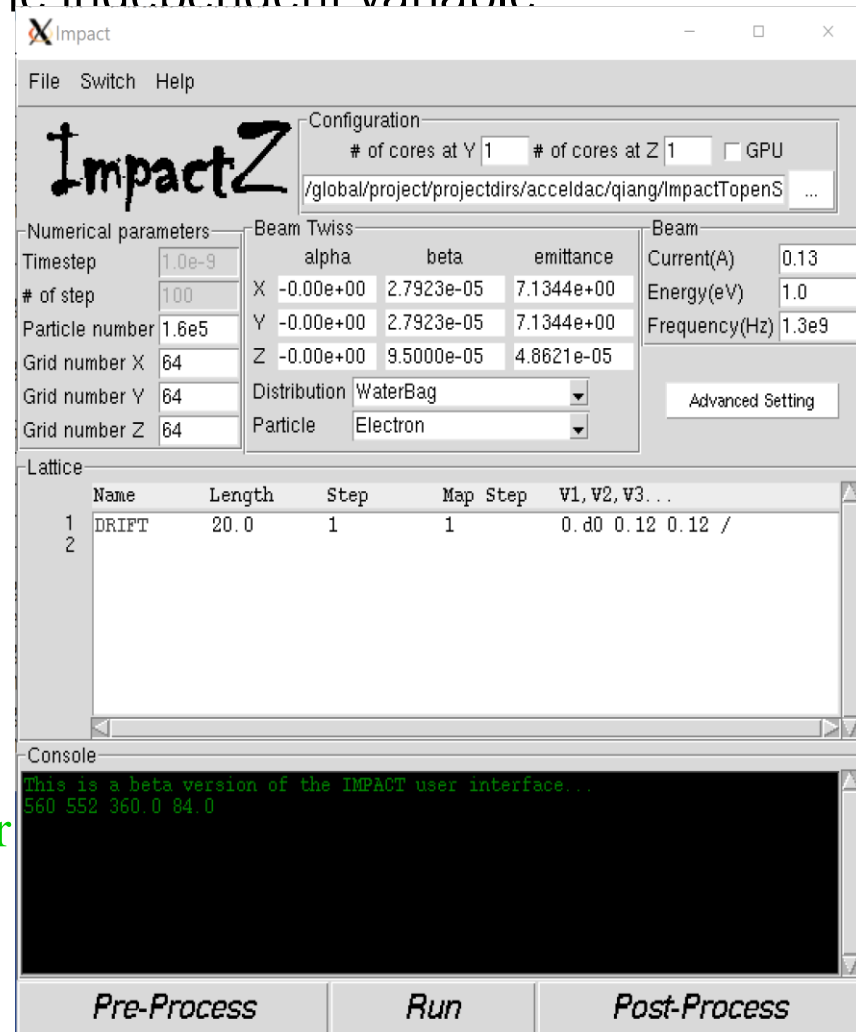 le independent variable
Impact
File Switch Help
ImpactZ
Configuration
# of cores at Y 1 # of cores at Z 1 GPU
/global/project/projectdirs/acceldac/qiang/ImpactTopenS ...
Numerical parameters
Timestep 1.0e-9
# of step 100
Particle number 1.6e5
Grid number X 64
Grid number Y 64
Grid number Z 64
Beam Twiss
alpha beta emittance
X -0.00e+00 2.7923e-05 7.1344e+00
Y -0.00e+00 2.7923e-05 7.1344e+00
Z -0.00e+00 9.5000e-05 4.8621e-05
Distribution WaterBag
Particle Electron
Beam
Current(A) 0.13
Energy(eV) 1.0
Frequency(Hz) 1.3e9
Advanced Setting
Lattice
Name Length Step Map Step V1,V2,V3...
1 DRIFT 20.0 1 1 0.d0 0.12 0.12 /
2
Console
This is a beta version of the IMPACT user interface...
560 552 360.0 84.0
r
Pre-Process Run Post-Process